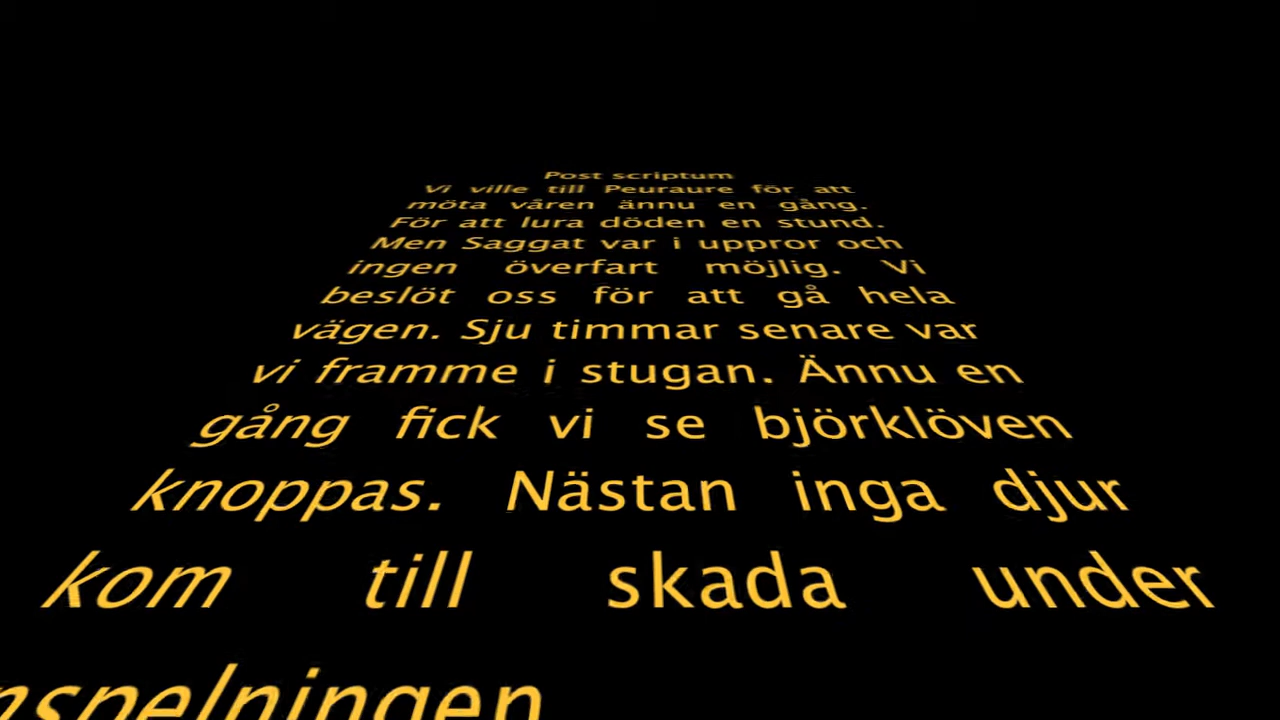 Post scriptum
Vi ville till Peuraure för att
möta våren ännu en gång.
För att lura döden en stund.
Men Saggat var i uppror och
ingen överfart möjlig. Vi
beslöt oss för att gå hela
vägen. Sju timmar senare var
vi framme i stugan. Ännu en
gång fick vi se björklöven
knoppas. Nästan inga djur
kom till skada under